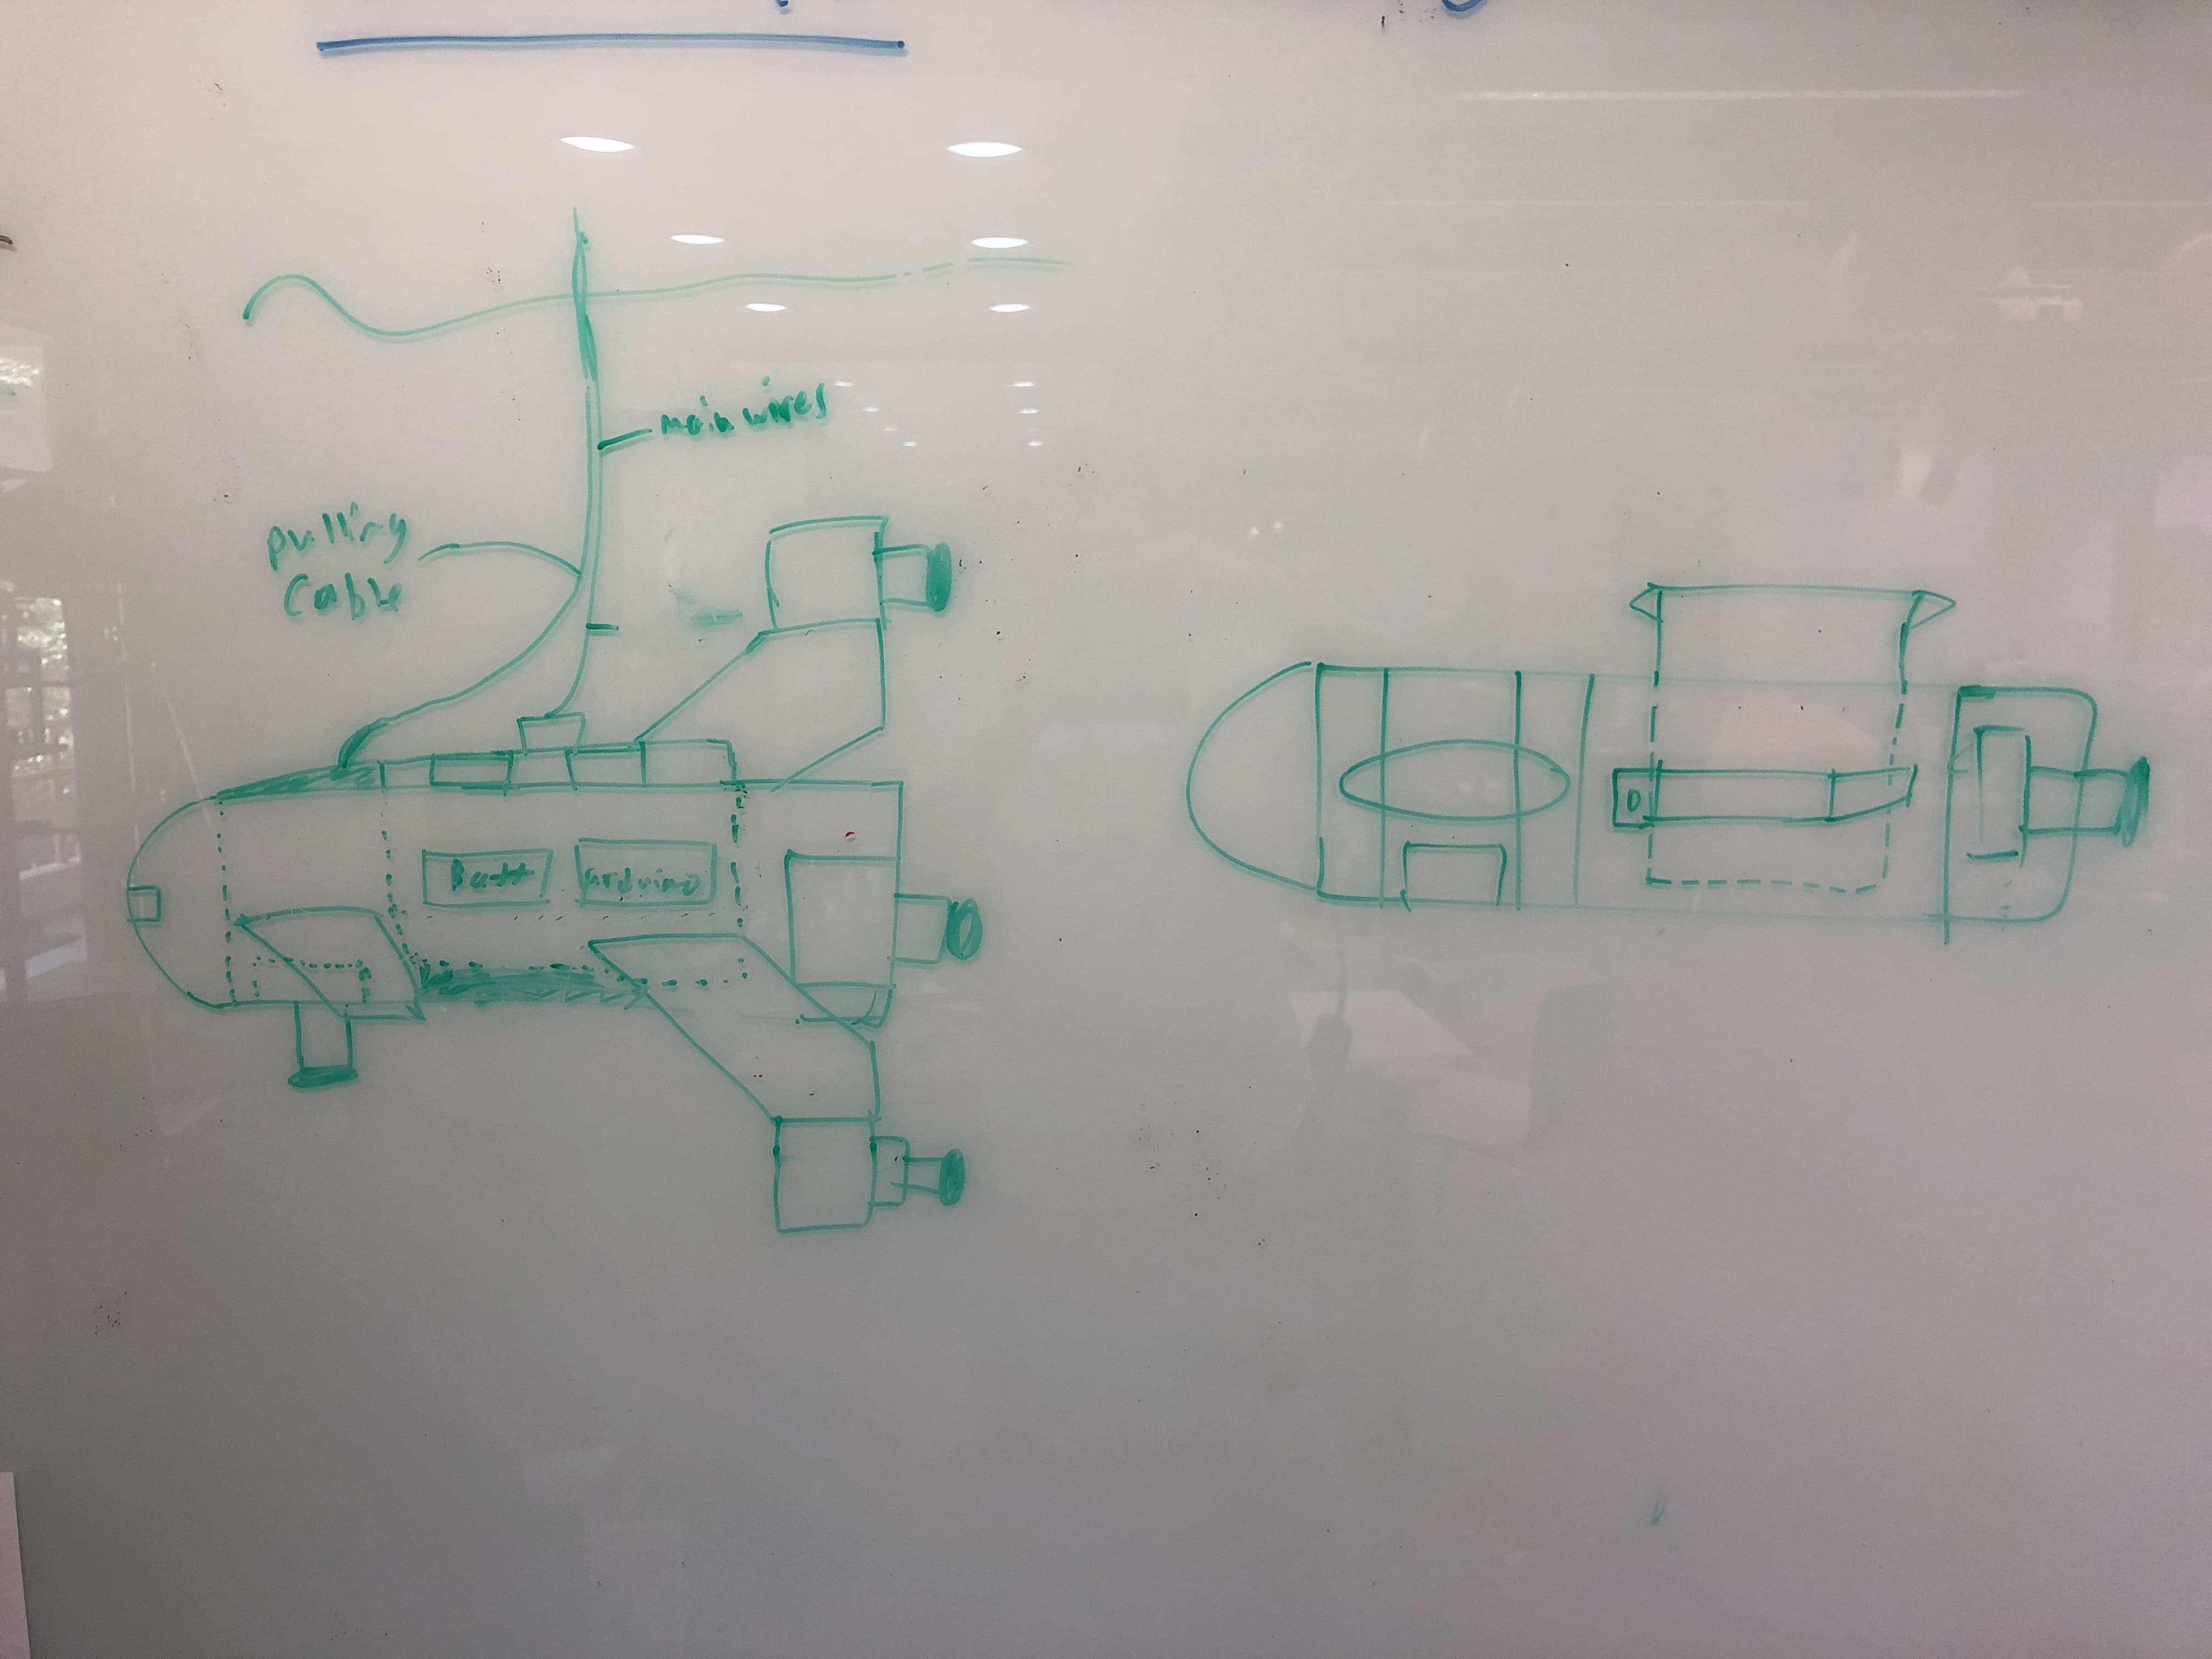 main wires
pulling
Cable
Batt
Arduino